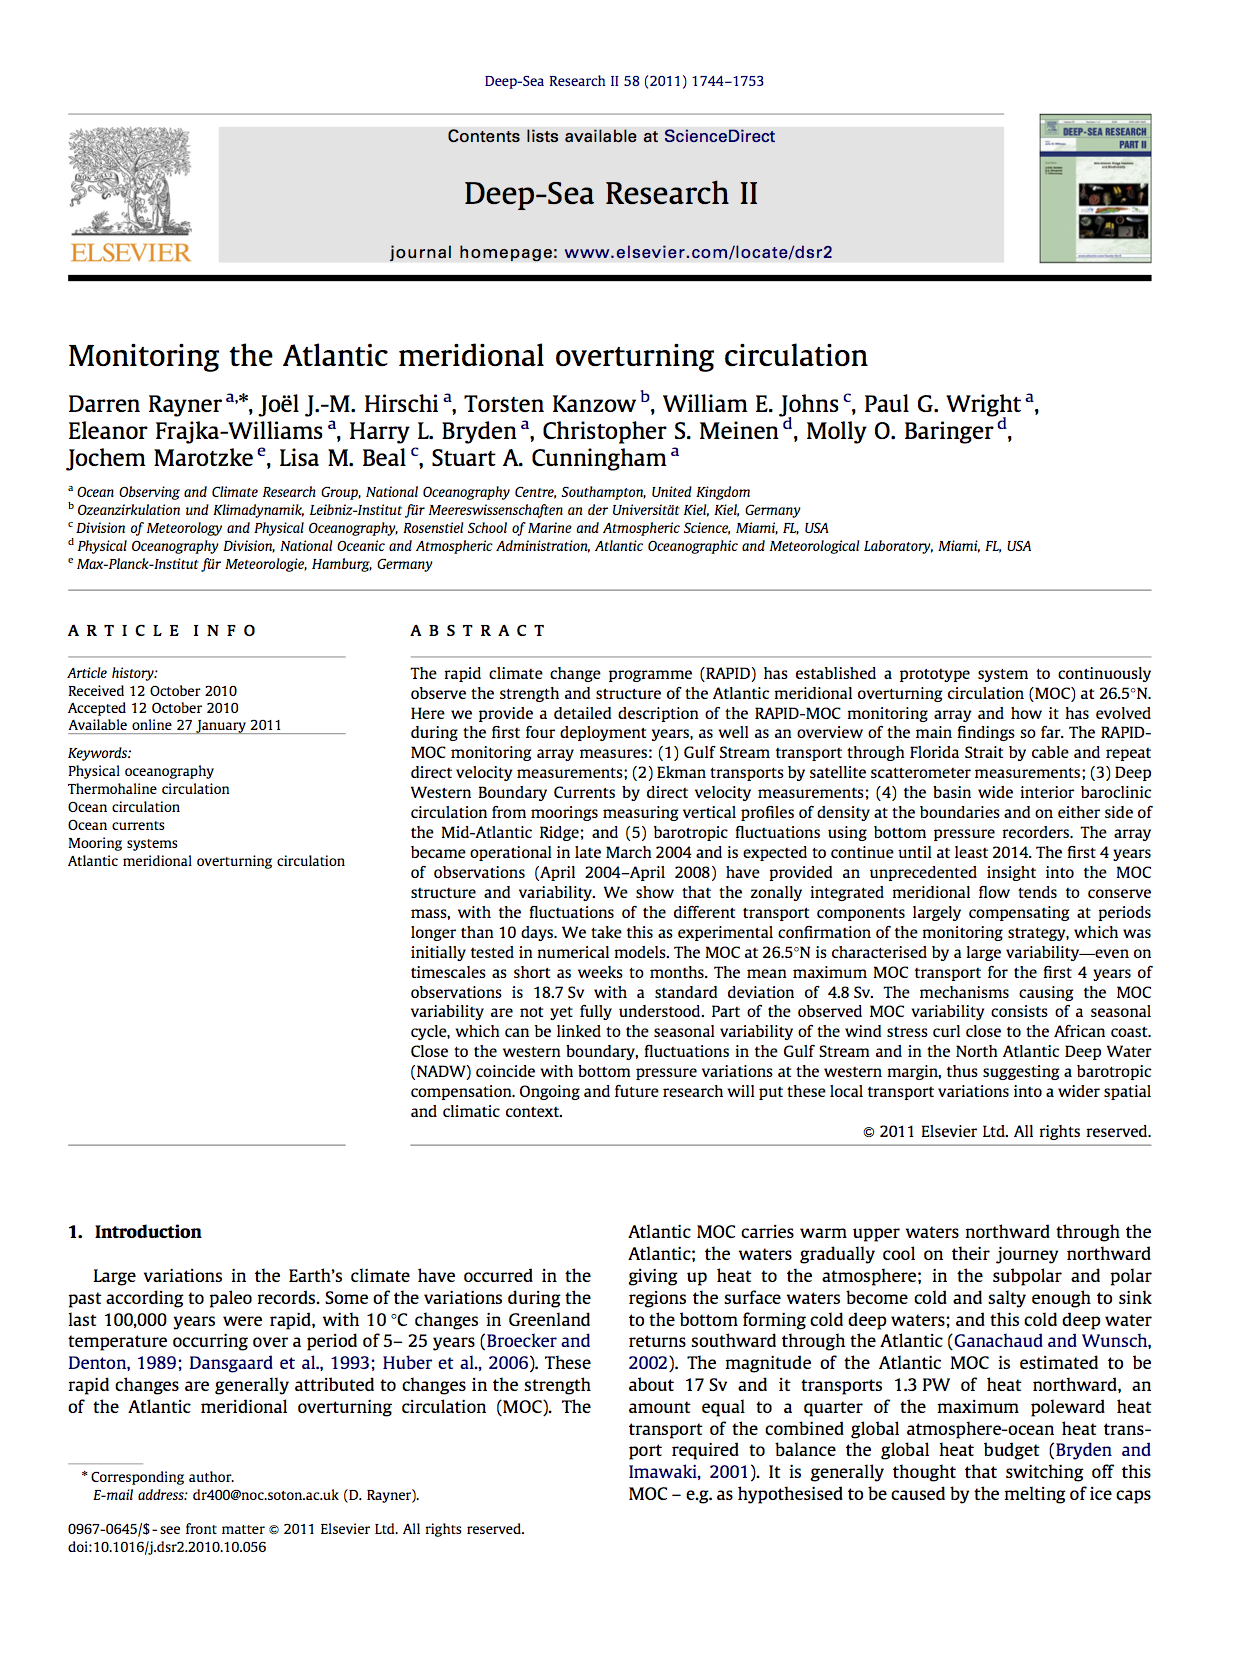 Deep-Sea Research II 58 (2011) 1744–1753
Contents lists available at ScienceDirect
Deep-Sea Research II
journal homepage: www.elsevier.com/locate/dsr2
ELSEVIER
DEEP-SEA RESEARCH
PART II
Monitoring the Atlantic meridional overturning circulation
Darren Rayner a,*, Joël J.-M. Hirschi a, Torsten Kanzow b, William E. Johns c, Paul G. Wright a,
Eleanor Frajka-Williams a, Harry L. Bryden a, Christopher S. Meinen d, Molly O. Baringer d,
Jochem Marotzke e, Lisa M. Beal c, Stuart A. Cunningham a
a Ocean Observing and Climate Research Group, National Oceanography Centre, Southampton, United Kingdom
b Ozeanzirkulation und Klimadynamik, Leibniz-Institut für Meereswissenschaften an der Universität Kiel, Kiel, Germany
c Division of Meteorology and Physical Oceanography, Rosenstiel School of Marine and Atmospheric Science, Miami, FL, USA
d Physical Oceanography Division, National Oceanic and Atmospheric Administration, Atlantic Oceanographic and Meteorological Laboratory, Miami, FL, USA
e Max-Planck-Institut für Meteorologie, Hamburg, Germany
ARTICLE INFO
Article history:
Received 12 October 2010
Accepted 12 October 2010
Available online 27 January 2011
Keywords:
Physical oceanography
Thermohaline circulation
Ocean circulation
Ocean currents
Mooring systems
Atlantic meridional overturning circulation
ABSTRACT
The rapid climate change programme (RAPID) has established a prototype system to continuously
observe the strength and structure of the Atlantic meridional overturning circulation (MOC) at 26.5°N.
Here we provide a detailed description of the RAPID-MOC monitoring array and how it has evolved
during the first four deployment years, as well as an overview of the main findings so far. The RAPID-
MOC monitoring array measures: (1) Gulf Stream transport through Florida Strait by cable and repeat
direct velocity measurements; (2) Ekman transports by satellite scatterometer measurements; (3) Deep
Western Boundary Currents by direct velocity measurements; (4) the basin wide interior baroclinic
circulation from moorings measuring vertical profiles of density at the boundaries and on either side of
the Mid-Atlantic Ridge; and (5) barotropic fluctuations using bottom pressure recorders. The array
became operational in late March 2004 and is expected to continue until at least 2014. The first 4 years
of observations (April 2004–April 2008) have provided an unprecedented insight into the MOC
structure and variability. We show that the zonally integrated meridional flow tends to conserve
mass, with the fluctuations of the different transport components largely compensating at periods
longer than 10 days. We take this as experimental confirmation of the monitoring strategy, which was
initially tested in numerical models. The MOC at 26.5°N is characterised by a large variability—even on
timescales as short as weeks to months. The mean maximum MOC transport for the first 4 years of
observations is 18.7 Sv with a standard deviation of 4.8 Sv. The mechanisms causing the MOC
variability are not yet fully understood. Part of the observed MOC variability consists of a seasonal
cycle, which can be linked to the seasonal variability of the wind stress curl close to the African coast.
Close to the western boundary, fluctuations in the Gulf Stream and in the North Atlantic Deep Water
(NADW) coincide with bottom pressure variations at the western margin, thus suggesting a barotropic
compensation. Ongoing and future research will put these local transport variations into a wider spatial
and climatic context.
© 2011 Elsevier Ltd. All rights reserved.
1. Introduction
Large variations in the Earth's climate have occurred in the
past according to paleo records. Some of the variations during the
last 100,000 years were rapid, with 10 °C changes in Greenland
temperature occurring over a period of 5– 25 years (Broecker and
Denton, 1989; Dansgaard et al., 1993; Huber et al., 2006). These
rapid changes are generally attributed to changes in the strength
of the Atlantic meridional overturning circulation (MOC). The
Atlantic MOC carries warm upper waters northward through the
Atlantic; the waters gradually cool on their journey northward
giving up heat to the atmosphere; in the subpolar and polar
regions the surface waters become cold and salty enough to sink
to the bottom forming cold deep waters; and this cold deep water
returns southward through the Atlantic (Ganachaud and Wunsch,
2002). The magnitude of the Atlantic MOC is estimated to be
about 17 Sv and it transports 1.3 PW of heat northward, an
amount equal to a quarter of the maximum poleward heat
transport of the combined global atmosphere-ocean heat trans-
port required to balance the global heat budget (Bryden and
Imawaki, 2001). It is generally thought that switching off this
MOC – e.g. as hypothesised to be caused by the melting of ice caps
* Corresponding author.
E-mail address: dr400@noc.soton.ac.uk (D. Rayner).
0967-0645/$ - see front matter © 2011 Elsevier Ltd. All rights reserved.
doi:10.1016/j.dsr2.2010.10.056